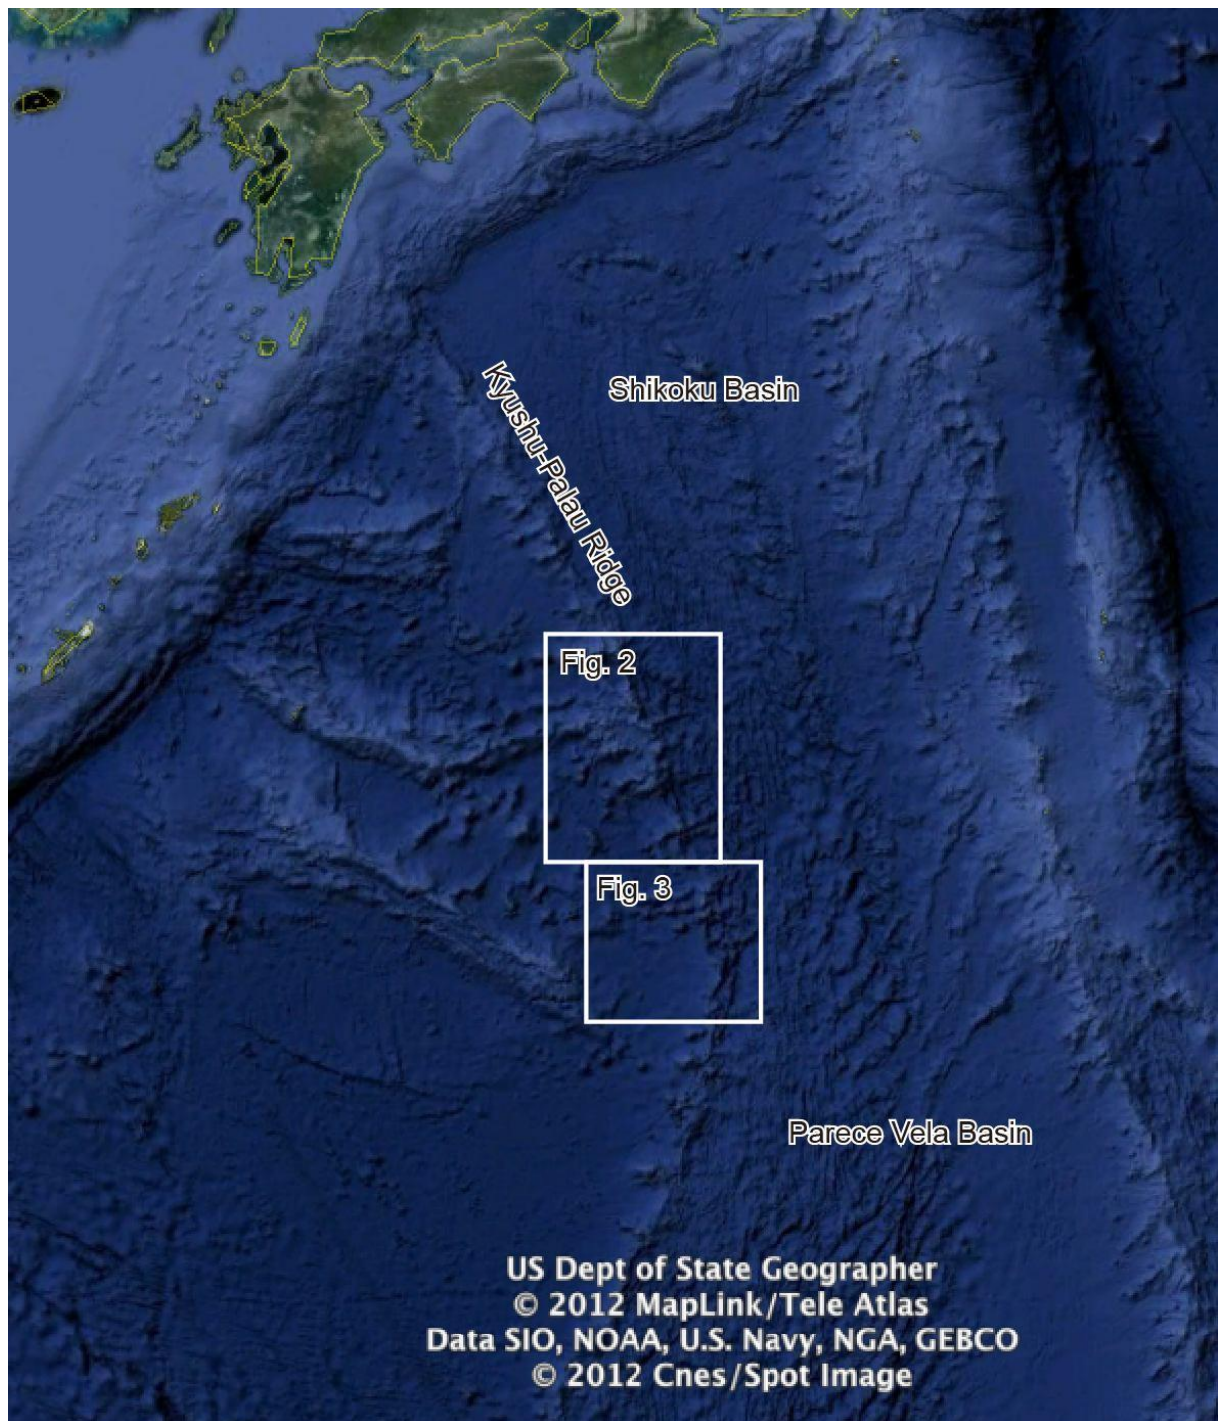 Shikoku Basin
Kyushu-Palau Ridge
Fig. 2
Fig. 3
Parece Vela Basin
US Dept of State Geographer
© 2012 MapLink/Tele Atlas
Data SIO, NOAA, U.S. Navy, NGA, GEBCO
© 2012 Cnes/Spot Image